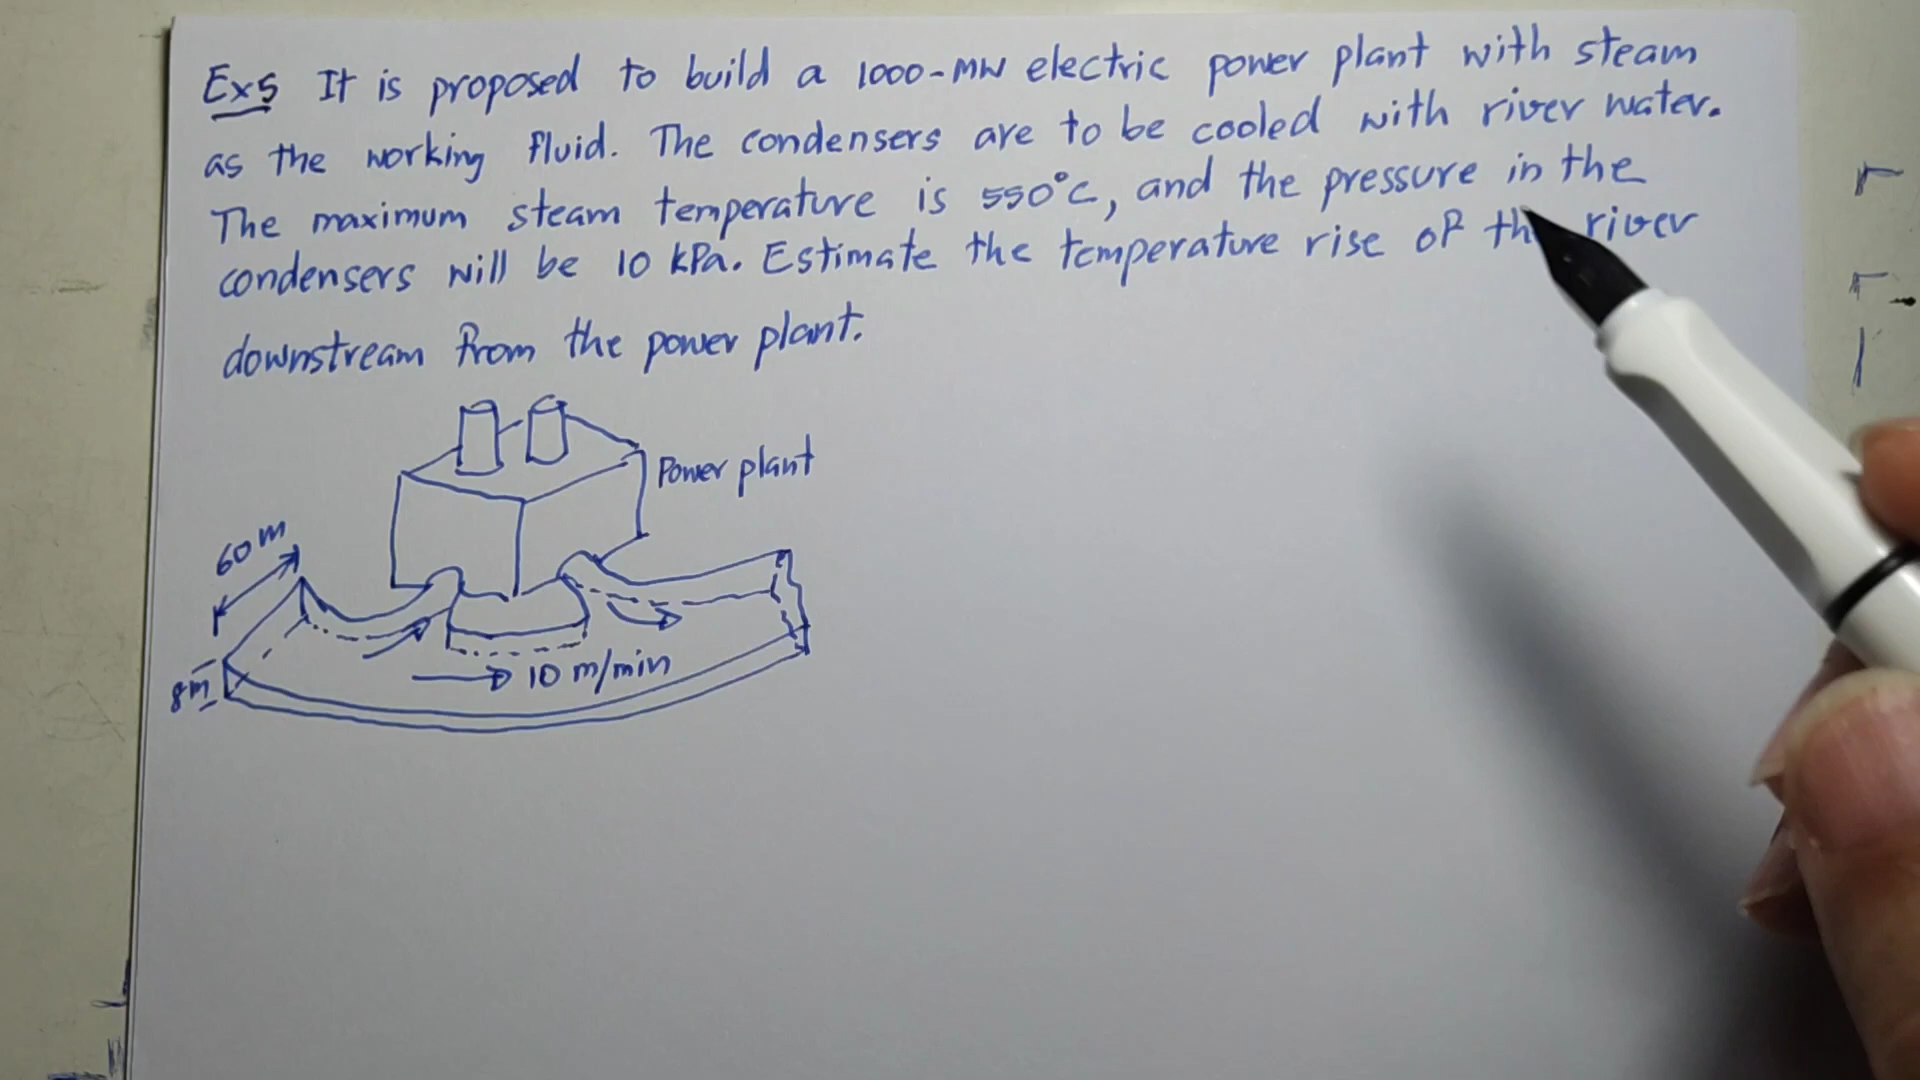 Ex5 It is proposed to build a 1000-MW electric power plant with steam
as the working fluid. The condensers are to be cooled with river water.
The maximum steam temperature is 550°C, and the pressure in the
condensers will be 10 kPa. Estimate the temperature rise of the river
downstream from the power plant.
Power plant
60 m
8m
10 m/min